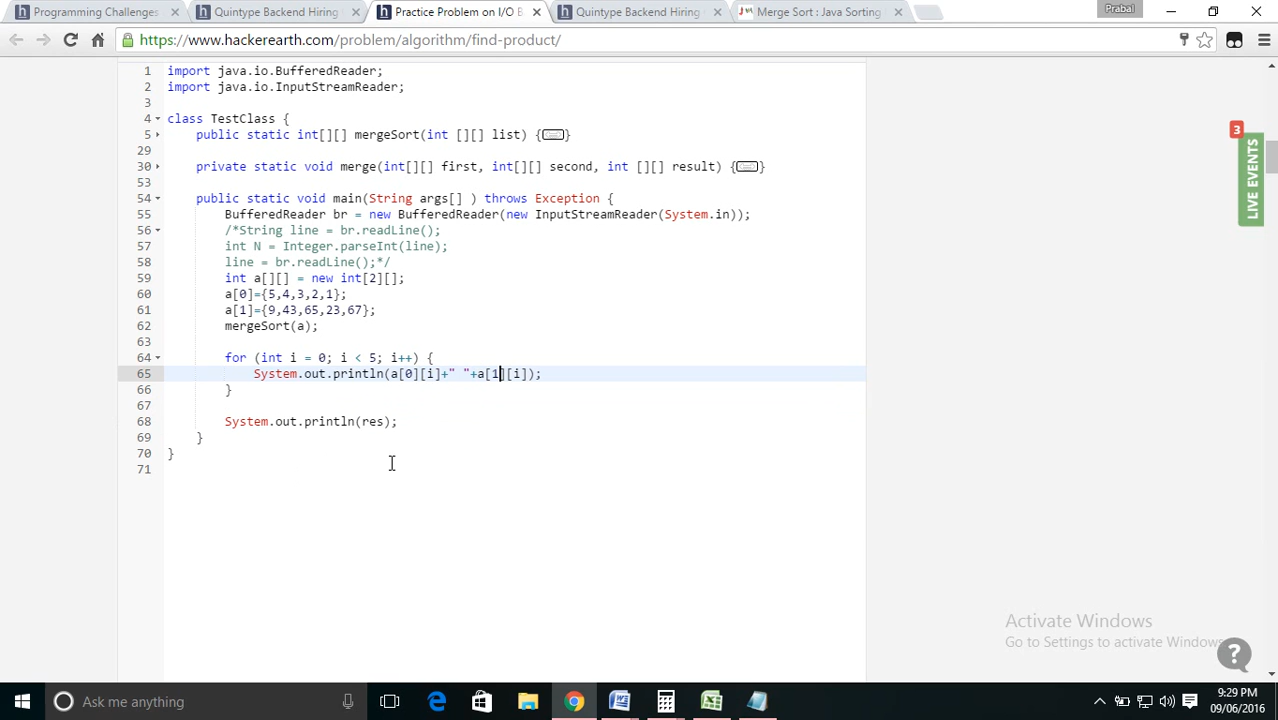 Programming Challenges
Quintype Backend Hiring
Practice Problem on I/O B
Quintype Backend Hiring
Merge Sort : Java Sorting
Prabal
https://www.hackerearth.com/problem/algorithm/find-product/
1 import java.io.BufferedReader;
2 import java.io.InputStreamReader;
3
4 class TestClass {
5 public static int[][] mergeSort(int [][] list) {}
29
30 private static void merge(int[][] first, int[][] second, int [][] result) {}
53
54 public static void main(String args[] ) throws Exception {
55 BufferedReader br = new BufferedReader(new InputStreamReader(System.in));
56 /*String line = br.readLine();
57 int N = Integer.parseInt(line);
58 line = br.readLine();*/
59 int a[][] = new int[2][];
60 a[0]={5,4,3,2,1};
61 a[1]={9,43,65,23,67};
62 mergeSort(a);
63
64 for (int i = 0; i < 5; i++) {
65 System.out.println(a[0][i]+" "+a[1][i]);
66 }
67
68 System.out.println(res);
69 }
70 }
71
3
LIVE EVENTS
Activate Windows
Go to Settings to activate Windows.
?
Ask me anything
9:29 PM
09/06/2016